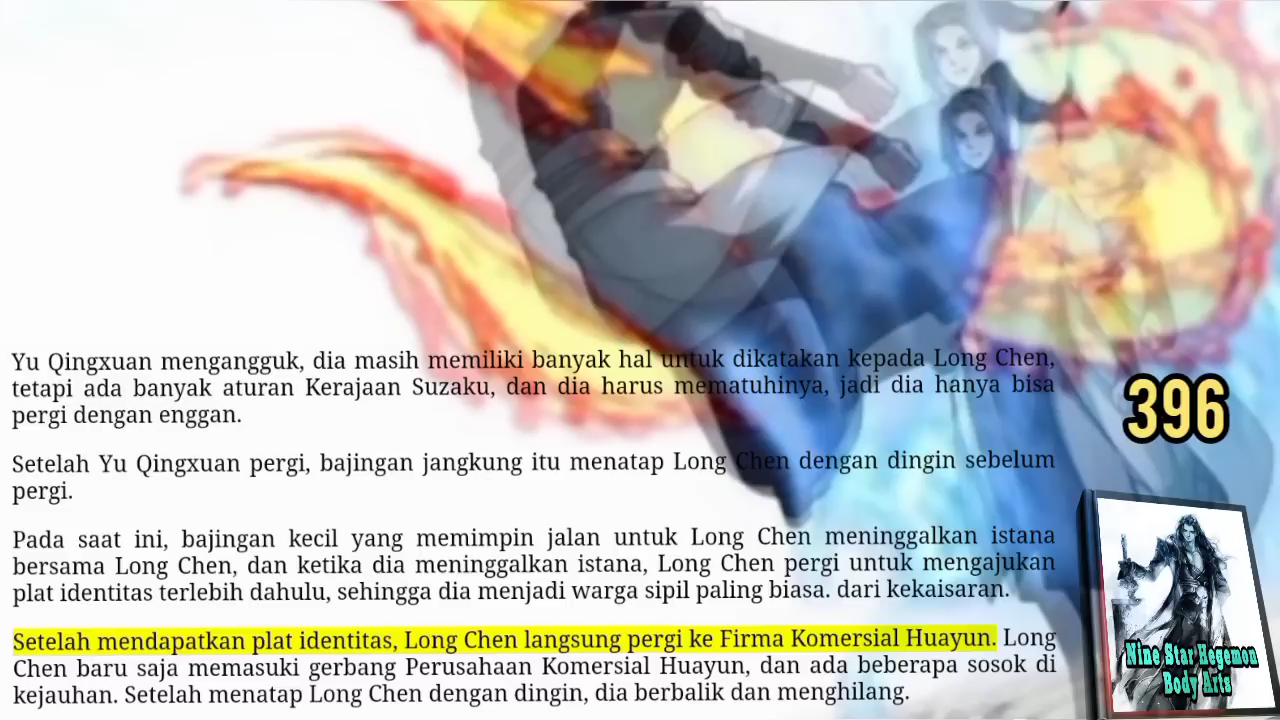 Yu Qingxuan mengangguk, dia masih memiliki banyak hal untuk dikatakan kepada Long Chen,
tetapi ada banyak aturan Kerajaan Suzaku, dan dia harus mematuhinya, jadi dia hanya bisa
pergi dengan enggan.
Setelah Yu Qingxuan pergi, bajingan jangkung itu menatap Long Chen dengan dingin sebelum
pergi.
Pada saat ini, bajingan kecil yang memimpin jalan untuk Long Chen meninggalkan istana
bersama Long Chen, dan ketika dia meninggalkan istana, Long Chen pergi untuk mengajukan
plat identitas terlebih dahulu, sehingga dia menjadi warga sipil paling biasa. dari kekaisaran.
Setelah mendapatkan plat identitas, Long Chen langsung pergi ke Firma Komersial Huayun. Long
Chen baru saja memasuki gerbang Perusahaan Komersial Huayun, dan ada beberapa sosok di
kejauhan. Setelah menatap Long Chen dengan dingin, dia berbalik dan menghilang.
396
Nine Star Hegemon
Body Arts